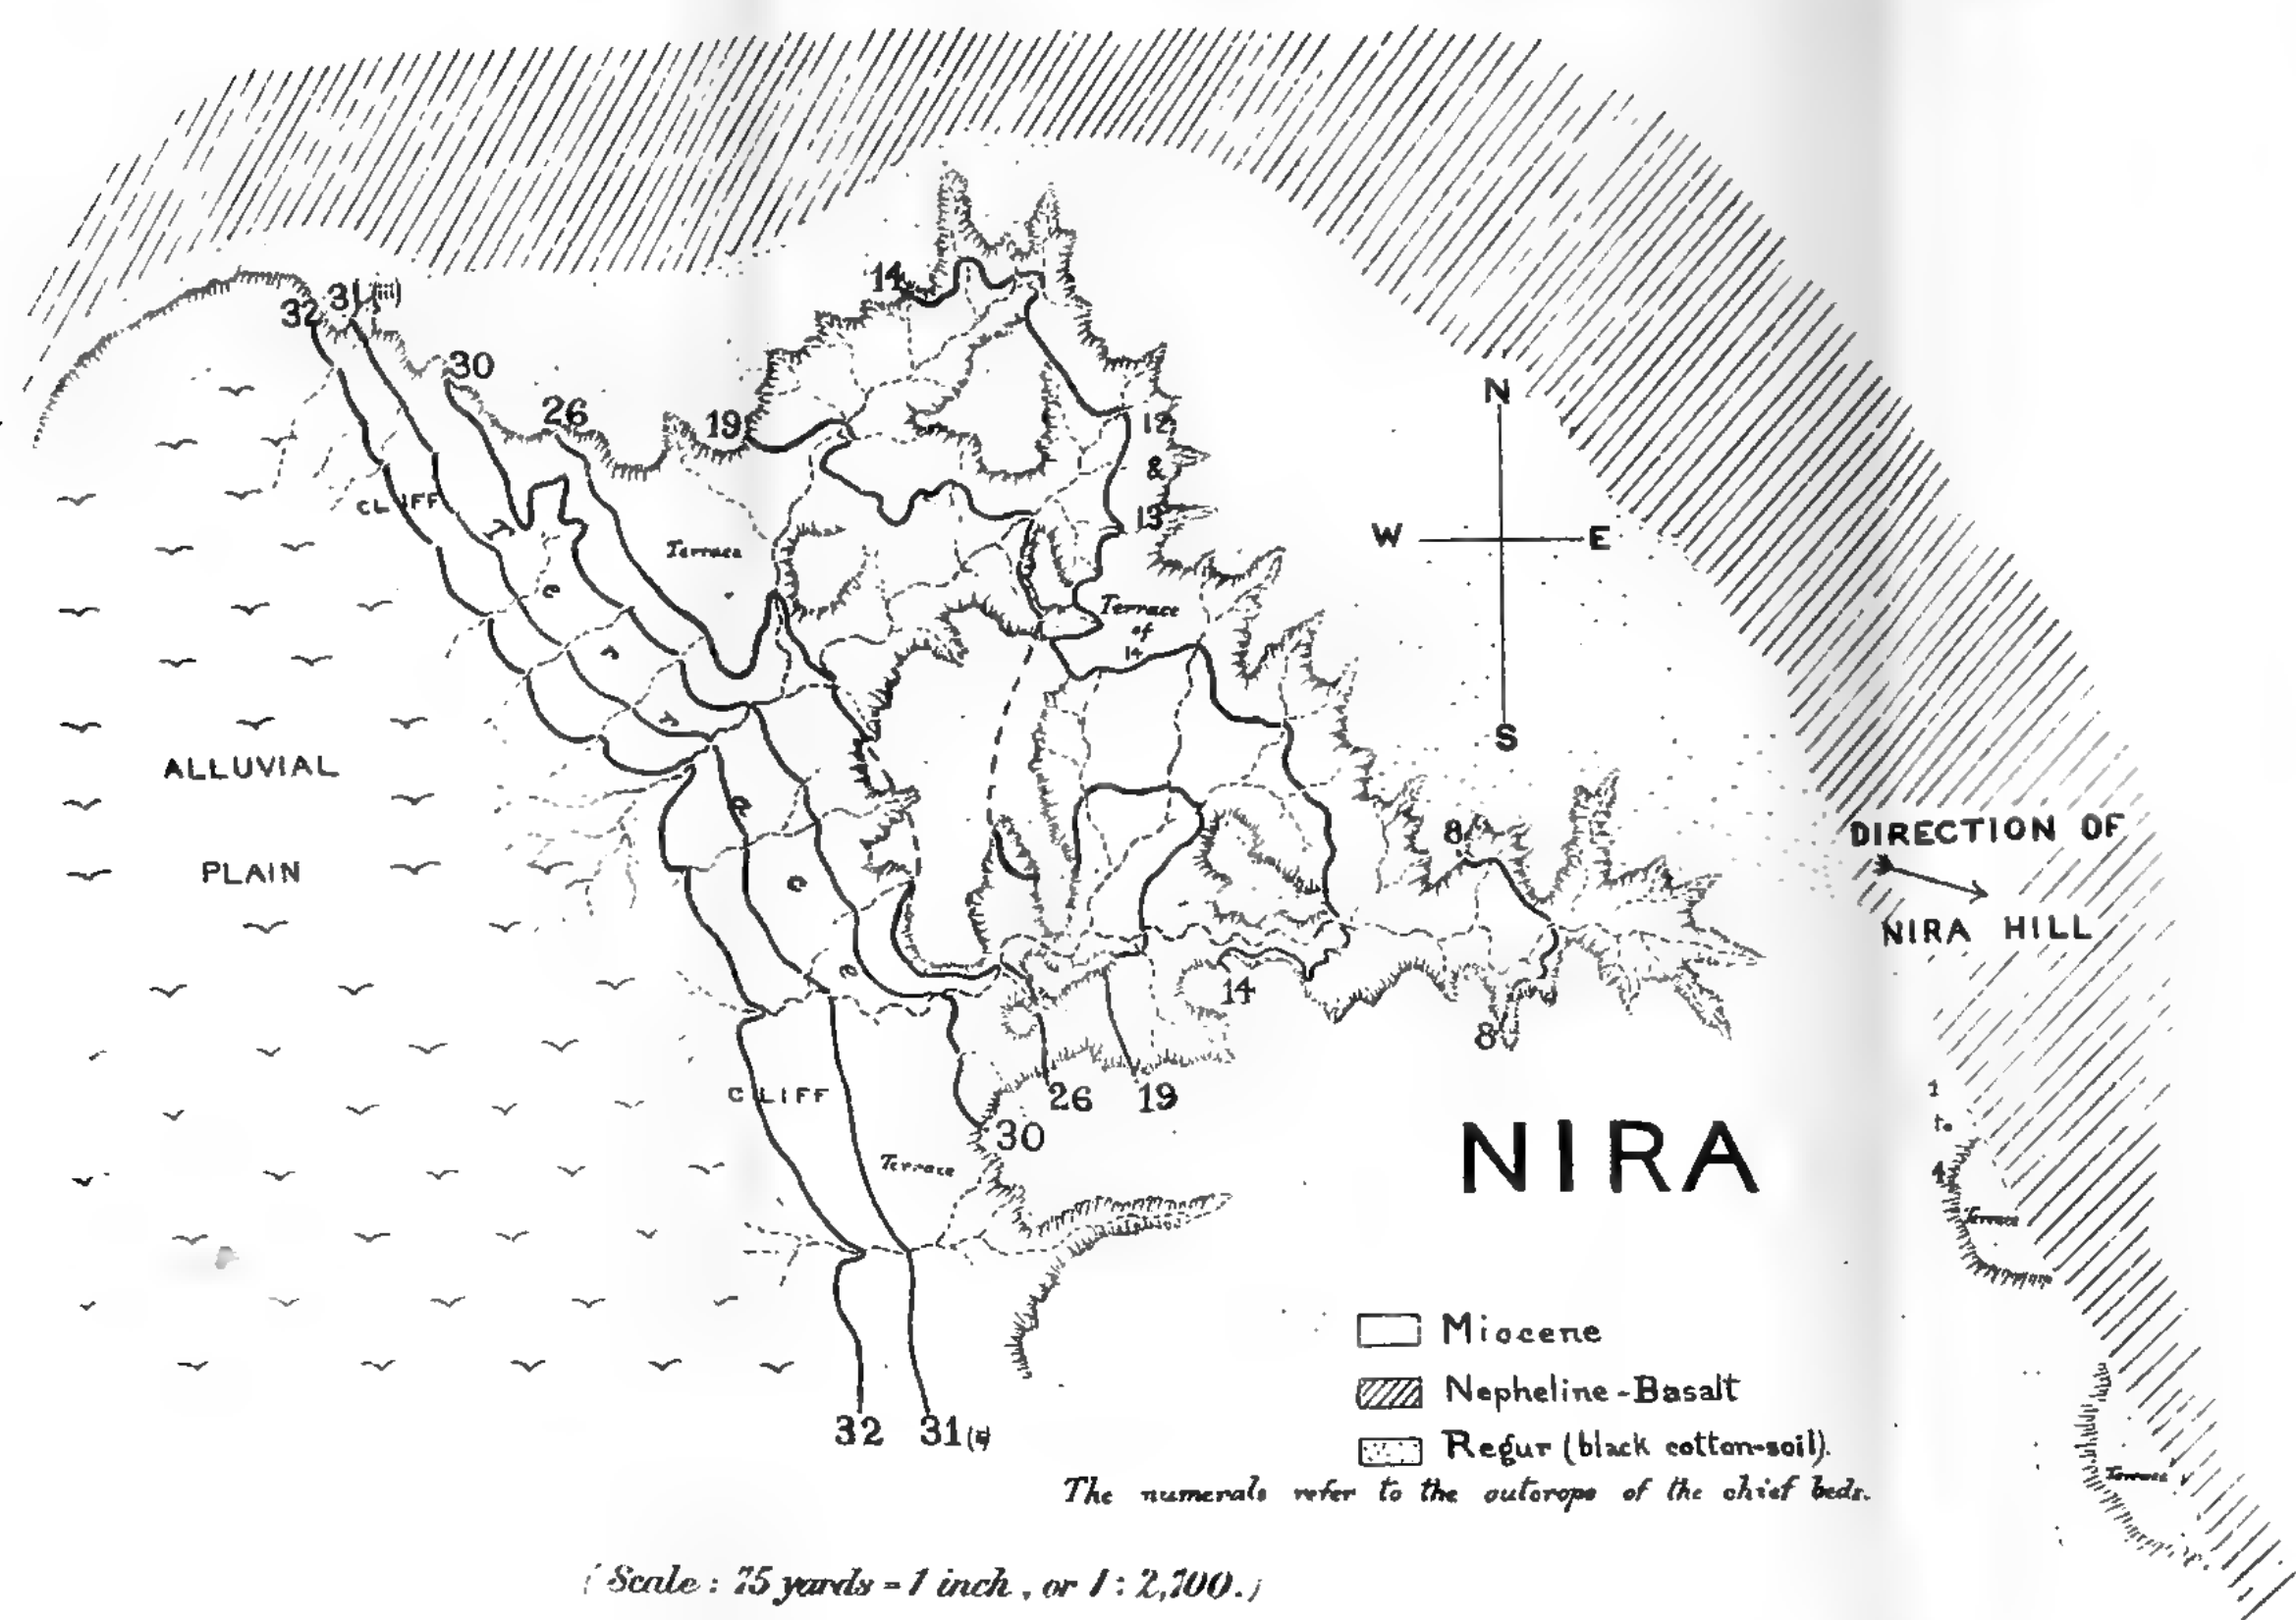 14
32 31(iii)
30
26
19
12
&
13
N
W E
S
CLIFF
Terrace
Terrace
of
14
ALLUVIAL
PLAIN
8
DIRECTION OF
NIRA HILL
14
8
26 19
30
CLIFF
Terrace
NIRA
1
to
4
Terrace
Miocene
Nepheline-Basalt
Regur (black cotton-soil).
The numerals refer to the outcrops of the chief beds.
32 31
Terrace
(Scale: 75 yards = 1 inch, or 1: 2,700.)